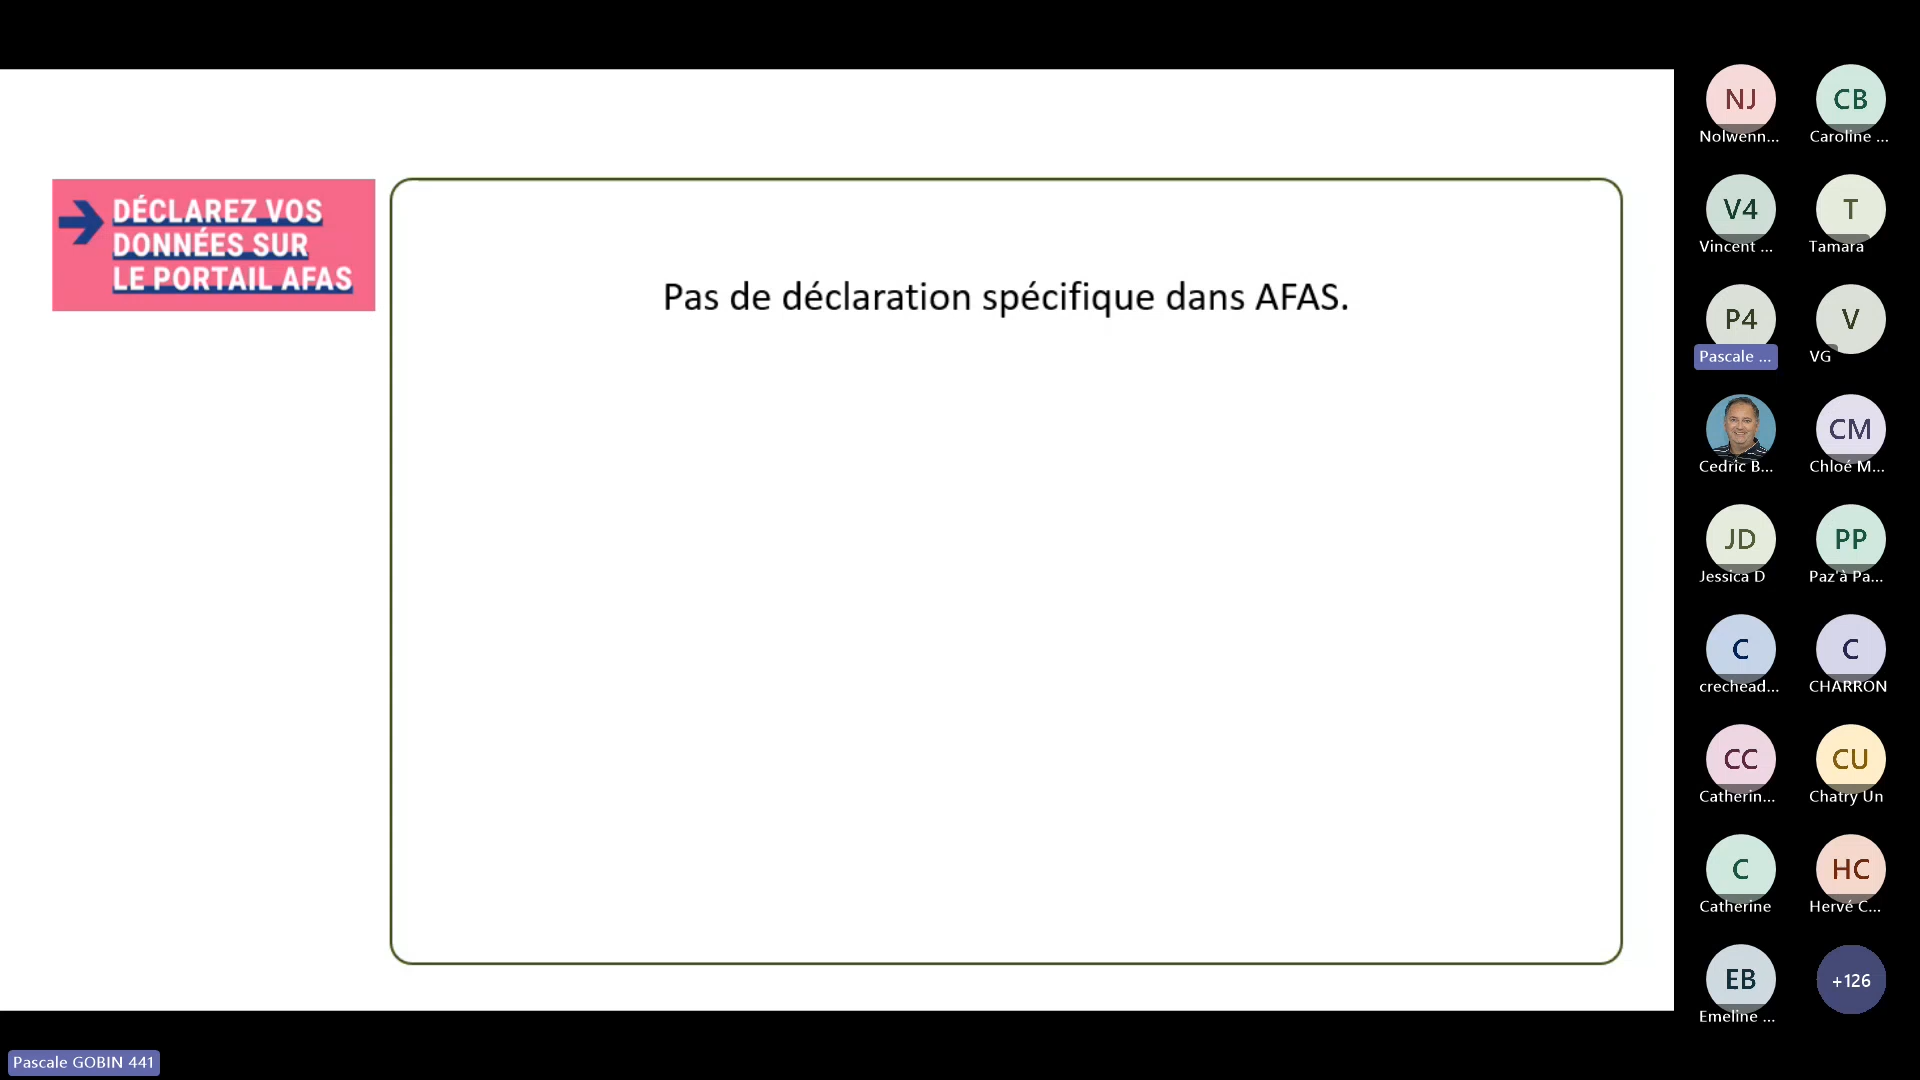 DÉCLAREZ VOS
DONNÉES SUR
LE PORTAIL AFAS
Pas de déclaration spécifique dans AFAS.
NJ
Nolwenn...
CB
Caroline ...
V4
Vincent ...
T
Tamara
P4
Pascale ...
V
VG
Cedric B...
CM
Chloé M...
JD
Jessica D
PP
Paz'à Pa...
C
crechead...
C
CHARRON
CC
Catherin...
CU
Chatry Un
C
Catherine
HC
Hervé C...
EB
Emeline ...
+126
Pascale GOBIN 441